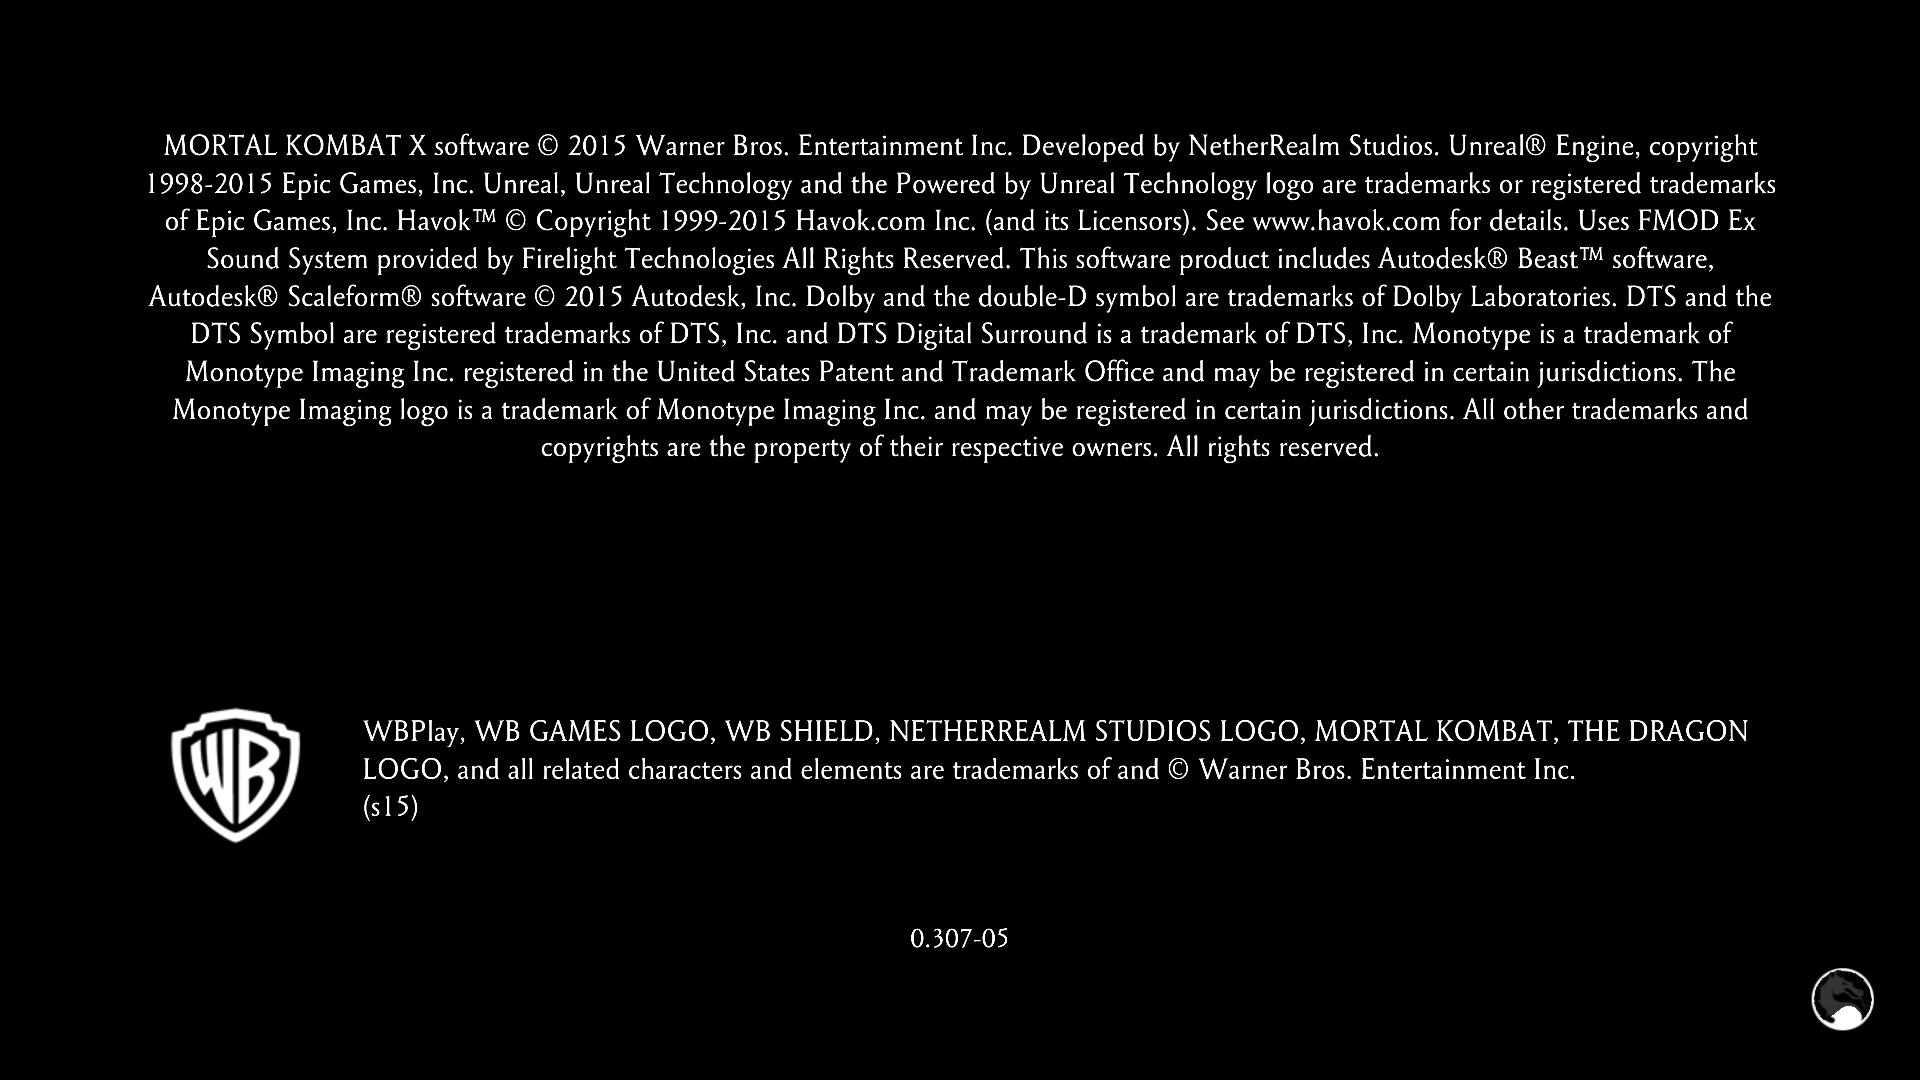 MORTAL KOMBAT X software © 2015 Warner Bros. Entertainment Inc. Developed by NetherRealm Studios. Unreal® Engine, copyright
1998-2015 Epic Games, Inc. Unreal, Unreal Technology and the Powered by Unreal Technology logo are trademarks or registered trademarks
of Epic Games, Inc. Havok™ © Copyright 1999-2015 Havok.com Inc. (and its Licensors). See www.havok.com for details. Uses FMOD Ex
Sound System provided by Firelight Technologies All Rights Reserved. This software product includes Autodesk® Beast™ software,
Autodesk® Scaleform® software © 2015 Autodesk, Inc. Dolby and the double-D symbol are trademarks of Dolby Laboratories. DTS and the
DTS Symbol are registered trademarks of DTS, Inc. and DTS Digital Surround is a trademark of DTS, Inc. Monotype is a trademark of
Monotype Imaging Inc. registered in the United States Patent and Trademark Office and may be registered in certain jurisdictions. The
Monotype Imaging logo is a trademark of Monotype Imaging Inc. and may be registered in certain jurisdictions. All other trademarks and
copyrights are the property of their respective owners. All rights reserved.
WB
WBPlay, WB GAMES LOGO, WB SHIELD, NETHERREALM STUDIOS LOGO, MORTAL KOMBAT, THE DRAGON
LOGO, and all related characters and elements are trademarks of and © Warner Bros. Entertainment Inc.
(s15)
0.307-05